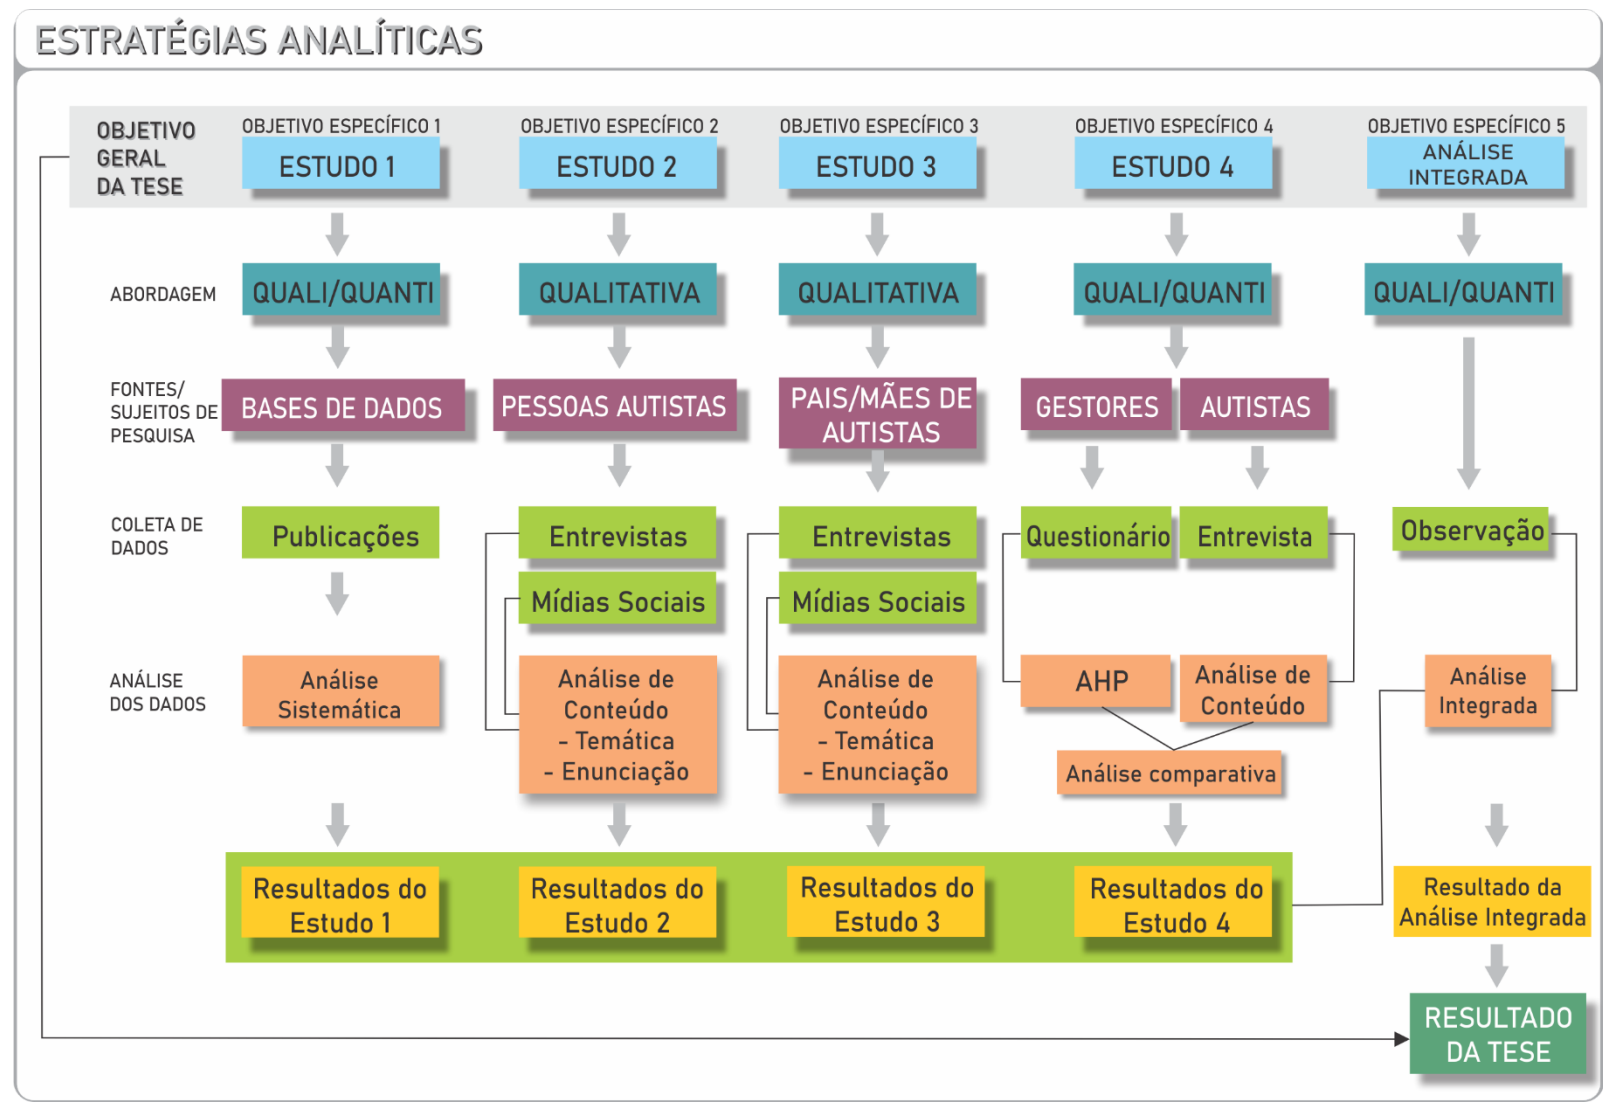 ESTRATÉGIAS ANALÍTICAS
OBJETIVO
GERAL
DA TESE
OBJETIVO ESPECÍFICO 1
ESTUDO 1
OBJETIVO ESPECÍFICO 2
ESTUDO 2
OBJETIVO ESPECÍFICO 3
ESTUDO 3
OBJETIVO ESPECÍFICO 4
ESTUDO 4
OBJETIVO ESPECÍFICO 5
ANÁLISE
INTEGRADA
ABORDAGEM
QUALI/QUANTI
QUALITATIVA
QUALITATIVA
QUALI/QUANTI
QUALI/QUANTI
FONTES/
SUJEITOS DE
PESQUISA
BASES DE DADOS
PESSOAS AUTISTAS
PAIS/MÃES DE
AUTISTAS
GESTORES
AUTISTAS
COLETA DE
DADOS
Publicações
Entrevistas
Mídias Sociais
Entrevistas
Mídias Sociais
Questionário
Entrevista
Observação
ANÁLISE
DOS DADOS
Análise
Sistemática
Análise de
Conteúdo
- Temática
- Enunciação
Análise de
Conteúdo
- Temática
- Enunciação
AHP
Análise de
Conteúdo
Análise comparativa
Análise
Integrada
Resultados do
Estudo 1
Resultados do
Estudo 2
Resultados do
Estudo 3
Resultados do
Estudo 4
Resultado da
Análise Integrada
RESULTADO
DA TESE